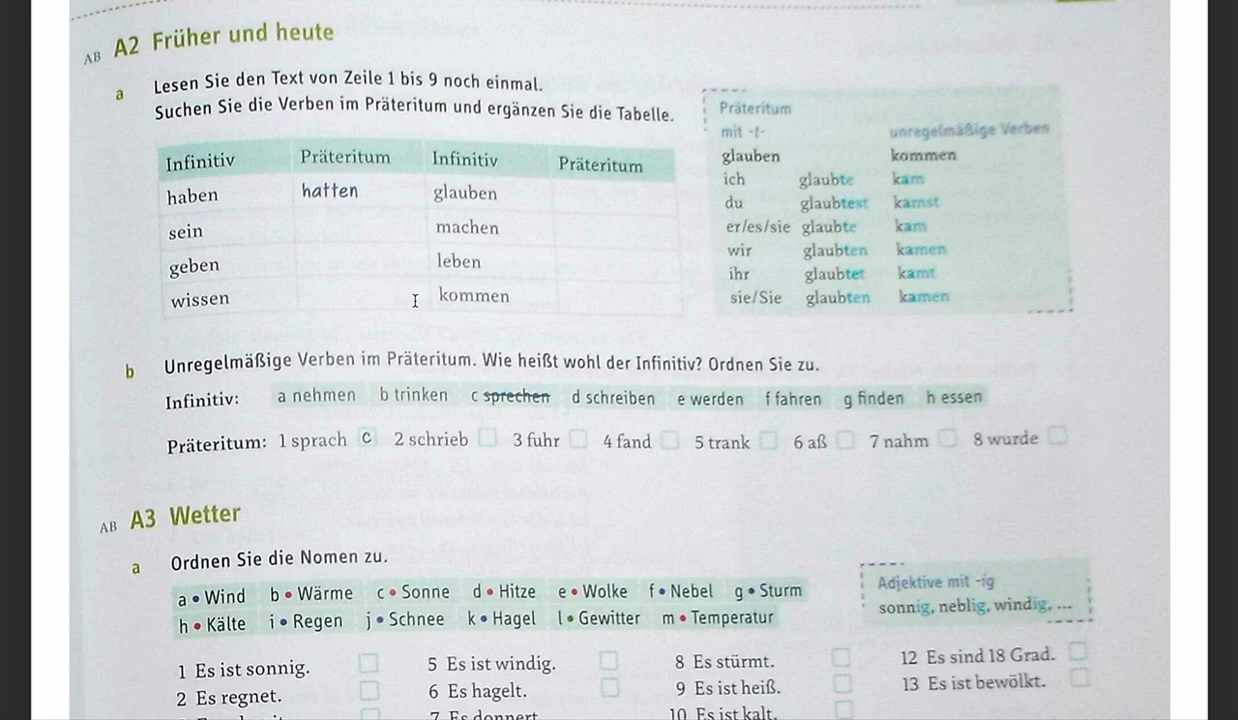 AB A2 Früher und heute
a Lesen Sie den Text von Zeile 1 bis 9 noch einmal.
Suchen Sie die Verben im Präteritum und ergänzen Sie die Tabelle.
Infinitiv Präteritum Infinitiv Präteritum
haben hatten glauben
sein machen
geben leben
wissen kommen
Präteritum
mit -t- unregelmäßige Verben
glauben kommen
ich glaubte kam
du glaubtest kamst
er/es/sie glaubte kam
wir glaubten kamen
ihr glaubtet kamt
sie/Sie glaubten kamen
b Unregelmäßige Verben im Präteritum. Wie heißt wohl der Infinitiv? Ordnen Sie zu.
Infinitiv: a nehmen b trinken c sprechen d schreiben e werden f fahren g finden h essen
Präteritum: 1 sprach c 2 schrieb 3 fuhr 4 fand 5 trank 6 aß 7 nahm 8 wurde
AB A3 Wetter
a Ordnen Sie die Nomen zu.
a • Wind b • Wärme c • Sonne d • Hitze e • Wolke f • Nebel g • Sturm
h • Kälte i • Regen j • Schnee k • Hagel l • Gewitter m • Temperatur
Adjektive mit -ig
sonnig, neblig, windig, ...
1 Es ist sonnig. 5 Es ist windig. 8 Es stürmt. 12 Es sind 18 Grad.
2 Es regnet. 6 Es hagelt. 9 Es ist heiß. 13 Es ist bewölkt.
7 Es donnert. 10 Es ist kalt.